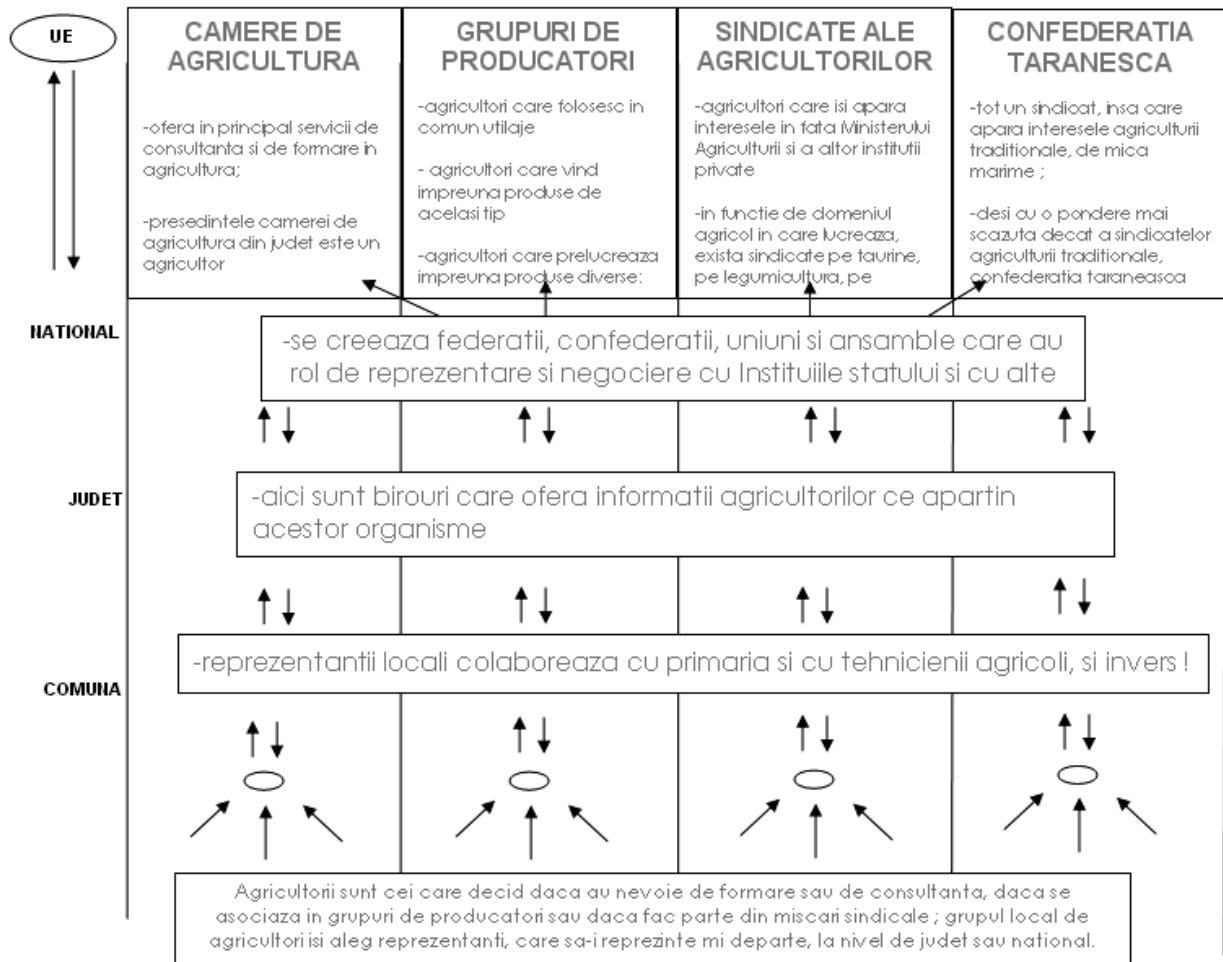 UE
CAMERE DE
AGRICULTURA
-ofera in principal servicii de
consultanta si de formare in
agricultura;
-presedintele camerei de
agricultura din judet este un
agricultor
GRUPURI DE
PRODUCATORI
-agricultori care folosesc in
comun utilaje
- agricultori care vind
impreuna produse de
acelasi tip
-agricultori care prelucreaza
impreuna produse diverse:
SINDICATE ALE
AGRICULTORILOR
-agricultori care isi apara
interesele in fata Ministerului
Agriculturii si a altor institutii
private
-in functie de domeniul
agricol in care lucreaza,
exista sindicate pe taurine,
pe legumicultura, pe
CONFEDERATIA
TARANESCA
-tot un sindicat, insa care
apara interesele agriculturii
traditionale, de mica
marime ;
-desi cu o pondere mai
scazuta decat a sindicatelor
agriculturii traditionale,
confederatia taraneasca
NATIONAL
-se creeaza federatii, confederatii, uniuni si ansamble care au
rol de reprezentare si negociere cu Instituiile statului si cu alte
JUDET
-aici sunt birouri care ofera informatii agricultorilor ce apartin
acestor organisme
-reprezentantii locali colaboreaza cu primaria si cu tehnicienii agricoli, si invers !
COMUNA
Agricultorii sunt cei care decid daca au nevoie de formare sau de consultanta, daca se
asociaza in grupuri de producatori sau daca fac parte din miscari sindicale ; grupul local de
agricultori isi aleg reprezentanti, care sa-i reprezinte mi departe, la nivel de judet sau national.